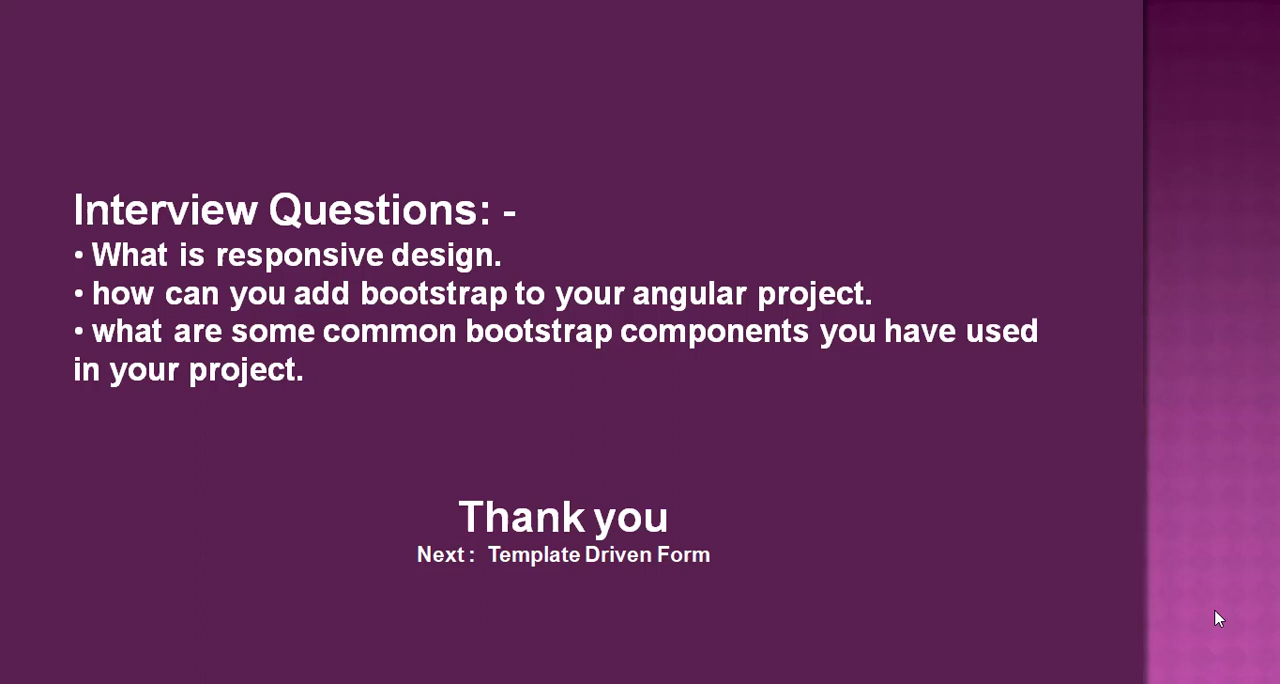 Interview Questions: -
• What is responsive design.
• how can you add bootstrap to your angular project.
• what are some common bootstrap components you have used
in your project.
Thank you
Next : Template Driven Form